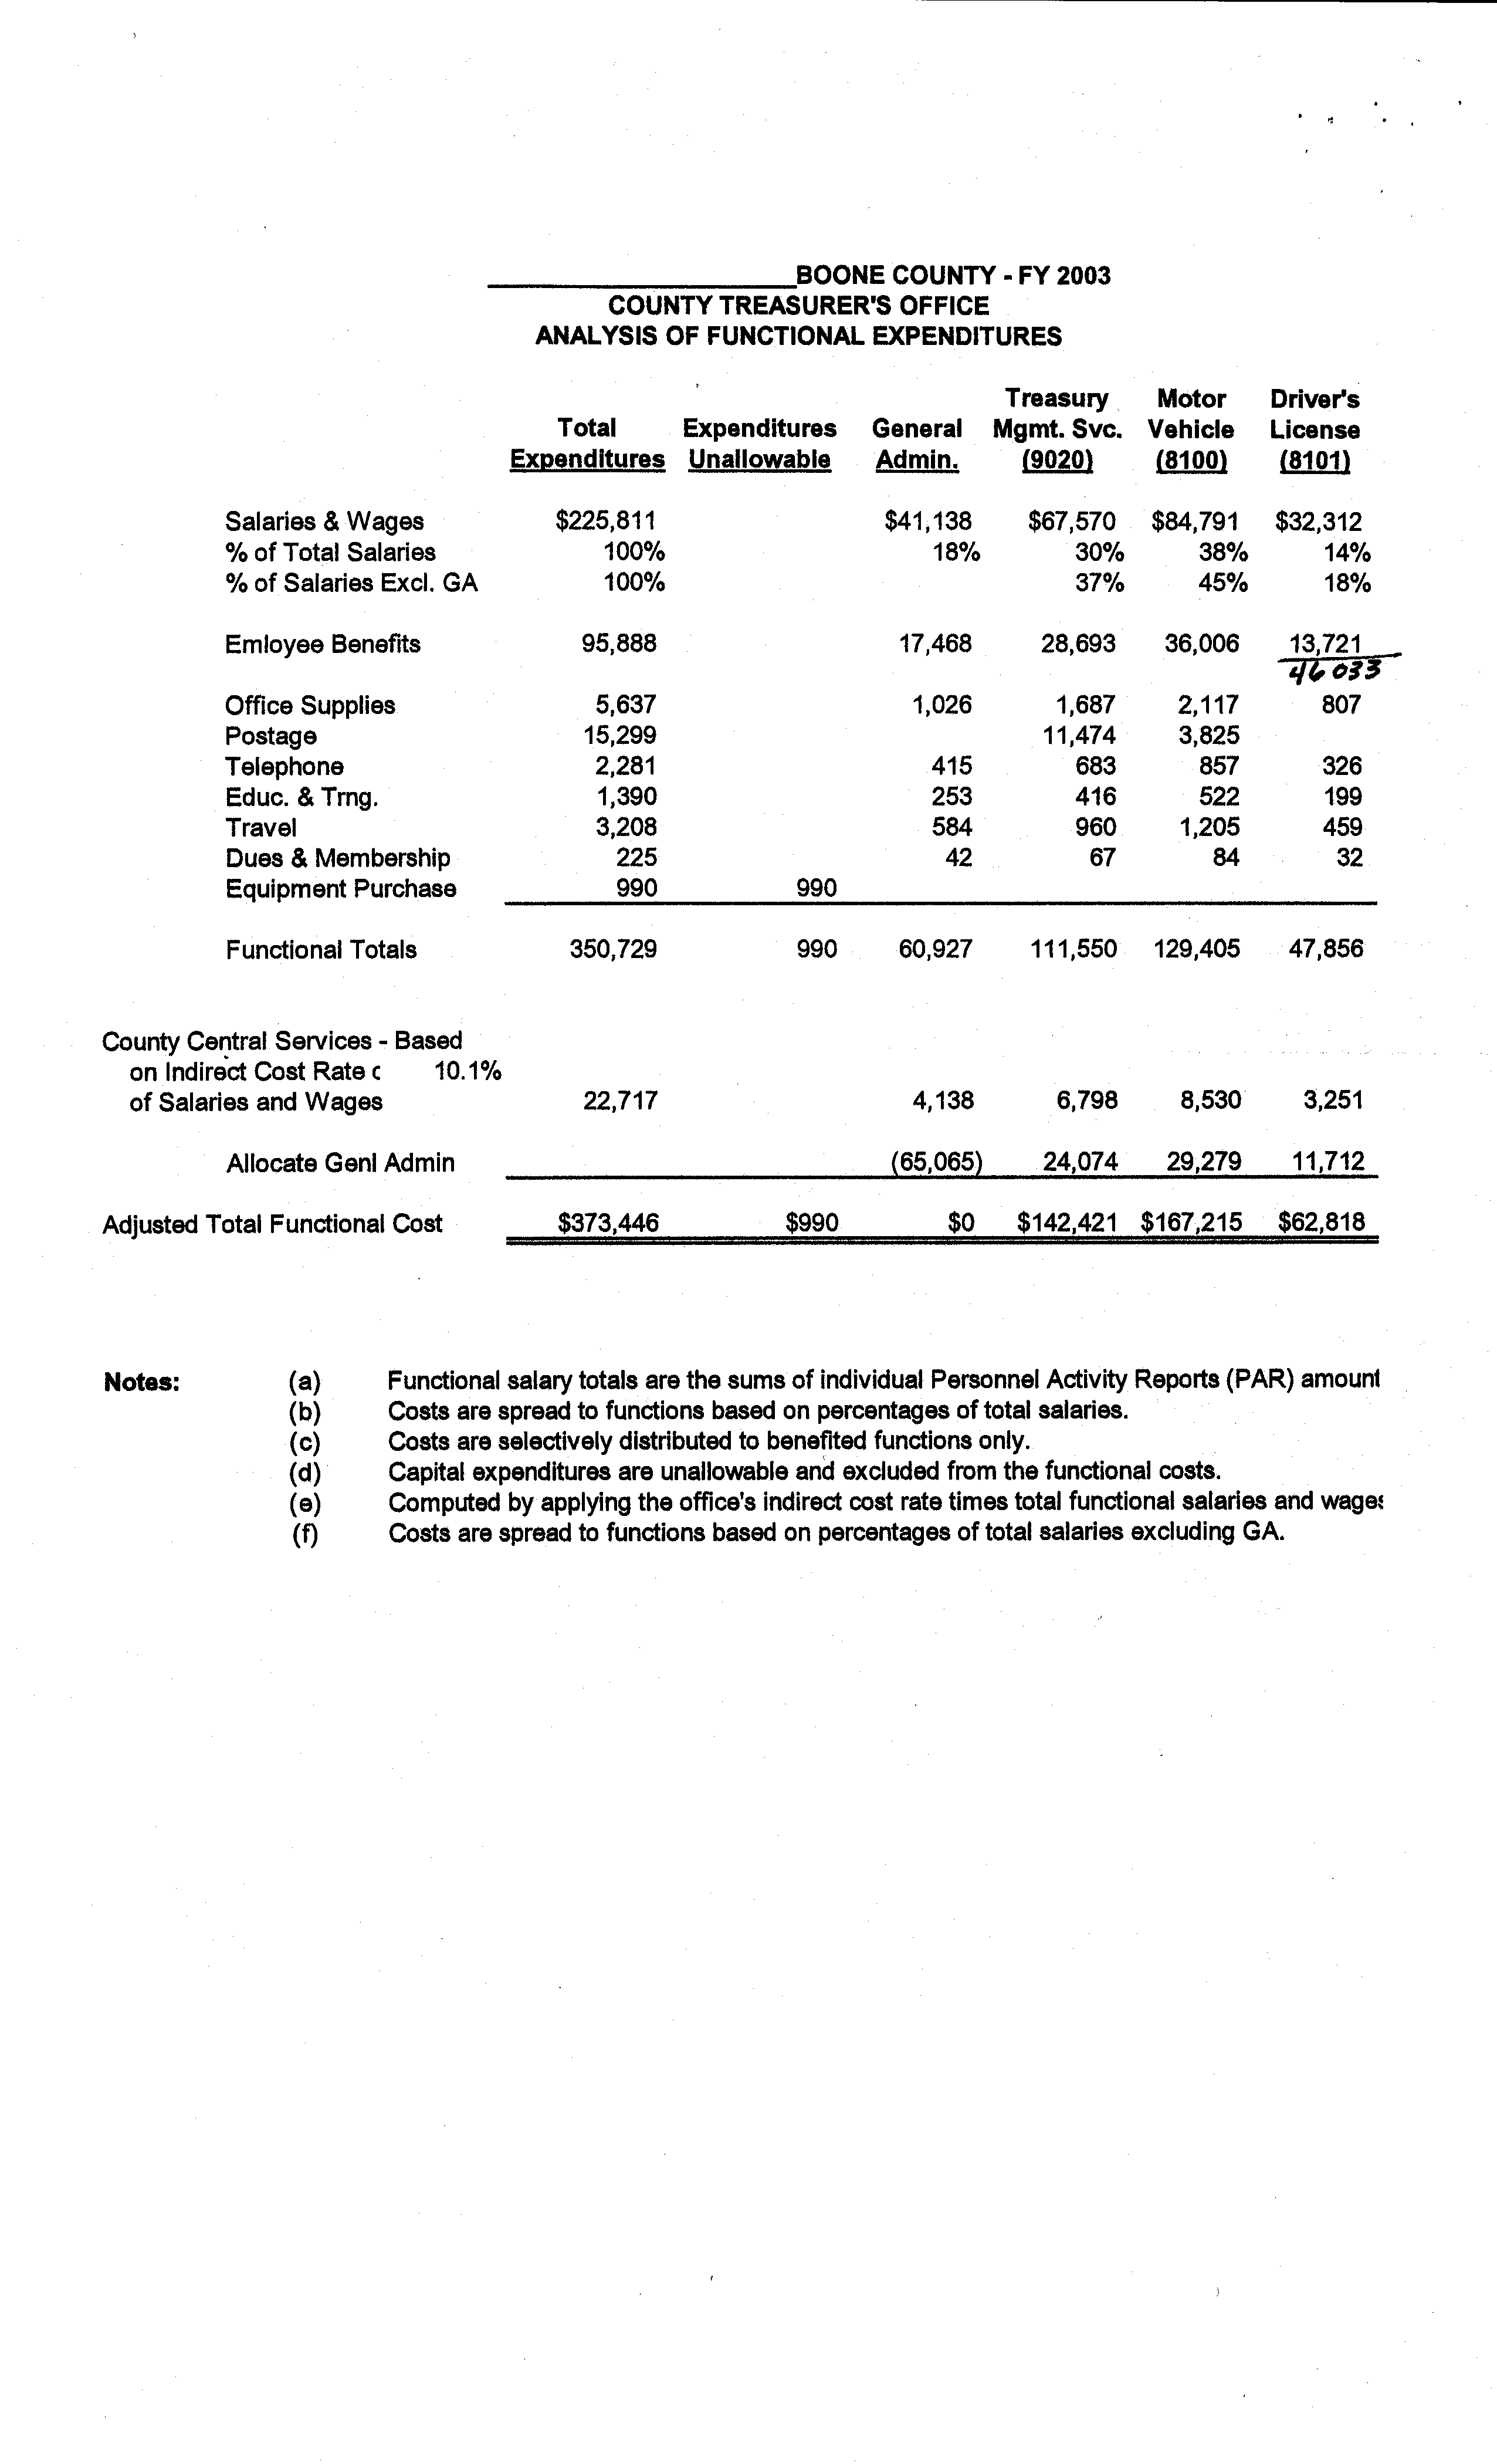 BOONE COUNTY - FY 2003
COUNTY TREASURER'S OFFICE
ANALYSIS OF FUNCTIONAL EXPENDITURES
Treasury Motor Driver's
Total Expenditures General Mgmt. Svc. Vehicle License
Expenditures Unallowable Admin. (9020) (8100) (8101)
Salaries & Wages $225,811 $41,138 $67,570 $84,791 $32,312
% of Total Salaries 100% 18% 30% 38% 14%
% of Salaries Excl. GA 100% 37% 45% 18%
Emloyee Benefits 95,888 17,468 28,693 36,006 13,721
46 033
Office Supplies 5,637 1,026 1,687 2,117 807
Postage 15,299 11,474 3,825
Telephone 2,281 415 683 857 326
Educ. & Trng. 1,390 253 416 522 199
Travel 3,208 584 960 1,205 459
Dues & Membership 225 42 67 84 32
Equipment Purchase 990 990
Functional Totals 350,729 990 60,927 111,550 129,405 47,856
County Central Services - Based
on Indirect Cost Rate c 10.1%
of Salaries and Wages 22,717 4,138 6,798 8,530 3,251
Allocate Genl Admin (65,065) 24,074 29,279 11,712
Adjusted Total Functional Cost $373,446 $990 $0 $142,421 $167,215 $62,818
Notes: (a) Functional salary totals are the sums of individual Personnel Activity Reports (PAR) amount
(b) Costs are spread to functions based on percentages of total salaries.
(c) Costs are selectively distributed to benefited functions only.
(d) Capital expenditures are unallowable and excluded from the functional costs.
(e) Computed by applying the office's indirect cost rate times total functional salaries and wages
(f) Costs are spread to functions based on percentages of total salaries excluding GA.